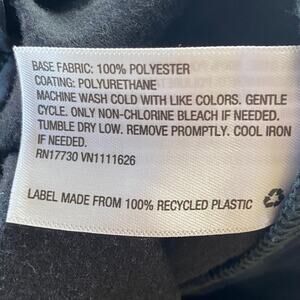 BASE FABRIC: 100% POLYESTER
COATING: POLYURETHANE
MACHINE WASH COLD WITH LIKE COLORS. GENTLE
CYCLE. ONLY NON-CHLORINE BLEACH IF NEEDED.
TUMBLE DRY LOW. REMOVE PROMPTLY. COOL IRON
IF NEEDED.
RN17730 VN1111626
LABEL MADE FROM 100% RECYCLED PLASTIC